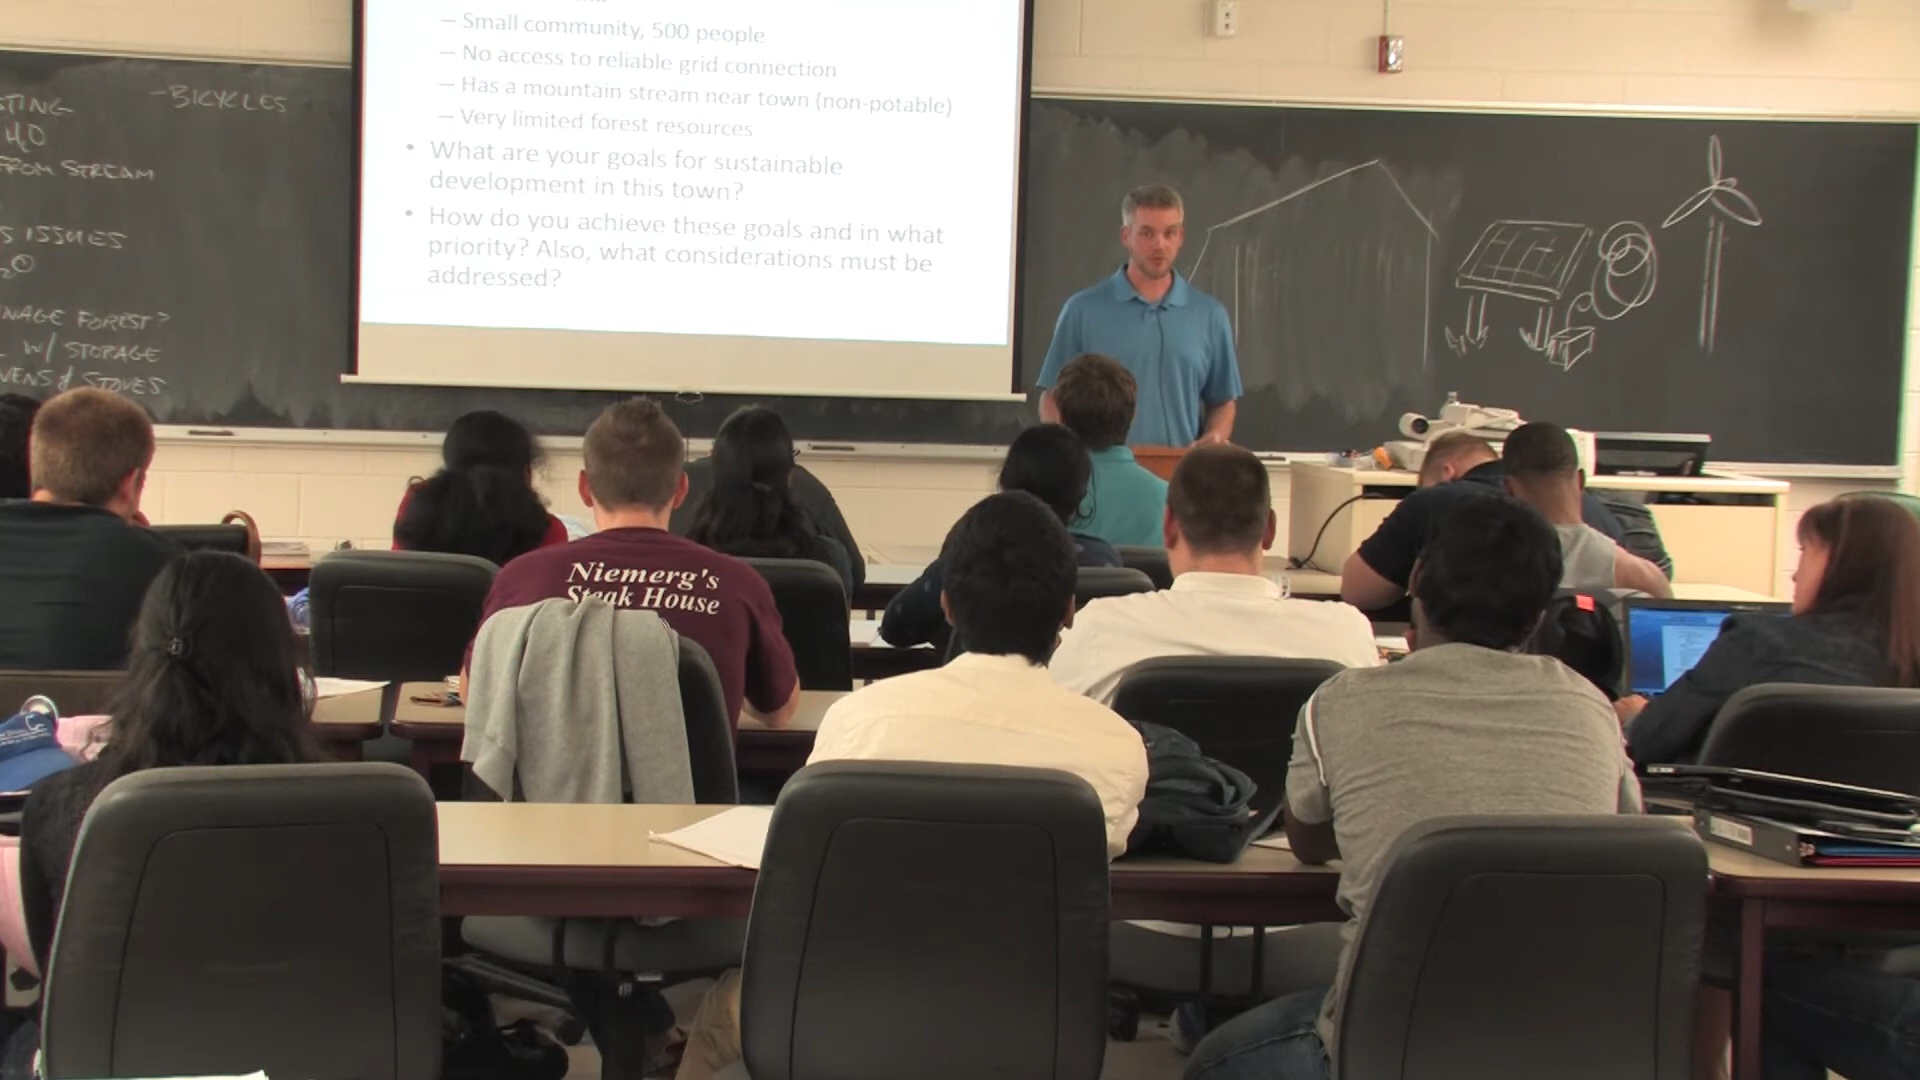 – Small community, 500 people
– No access to reliable grid connection
– Has a mountain stream near town (non-potable)
– Very limited forest resources
• What are your goals for sustainable
development in this town?
• How do you achieve these goals and in what
priority? Also, what considerations must be
addressed?
-BICYCLES
H2O
FROM STREAM
ISSUES
FOREST?
W/ STORAGE
& STOVES
Niemerg's
Steak House